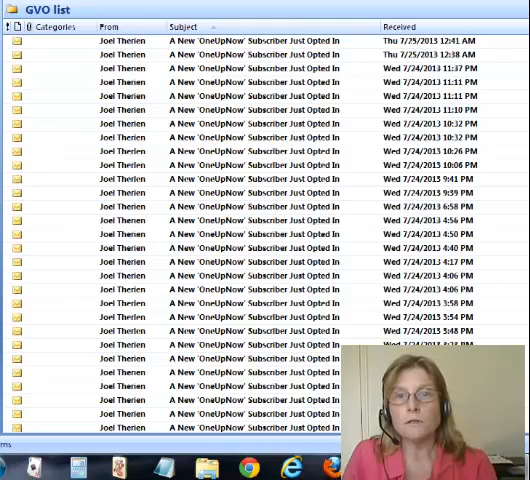 GVO list
! Categories From Subject Received
Joel Therien A New 'OneUpNow' Subscriber Just Opted In Thu 7/25/2013 12:41 AM
Joel Therien A New 'OneUpNow' Subscriber Just Opted In Thu 7/25/2013 12:38 AM
Joel Therien A New 'OneUpNow' Subscriber Just Opted In Wed 7/24/2013 11:37 PM
Joel Therien A New 'OneUpNow' Subscriber Just Opted In Wed 7/24/2013 11:11 PM
Joel Therien A New 'OneUpNow' Subscriber Just Opted In Wed 7/24/2013 11:11 PM
Joel Therien A New 'OneUpNow' Subscriber Just Opted In Wed 7/24/2013 11:10 PM
Joel Therien A New 'OneUpNow' Subscriber Just Opted In Wed 7/24/2013 10:32 PM
Joel Therien A New 'OneUpNow' Subscriber Just Opted In Wed 7/24/2013 10:32 PM
Joel Therien A New 'OneUpNow' Subscriber Just Opted In Wed 7/24/2013 10:26 PM
Joel Therien A New 'OneUpNow' Subscriber Just Opted In Wed 7/24/2013 10:06 PM
Joel Therien A New 'OneUpNow' Subscriber Just Opted In Wed 7/24/2013 9:41 PM
Joel Therien A New 'OneUpNow' Subscriber Just Opted In Wed 7/24/2013 9:39 PM
Joel Therien A New 'OneUpNow' Subscriber Just Opted In Wed 7/24/2013 6:58 PM
Joel Therien A New 'OneUpNow' Subscriber Just Opted In Wed 7/24/2013 4:56 PM
Joel Therien A New 'OneUpNow' Subscriber Just Opted In Wed 7/24/2013 4:50 PM
Joel Therien A New 'OneUpNow' Subscriber Just Opted In Wed 7/24/2013 4:40 PM
Joel Therien A New 'OneUpNow' Subscriber Just Opted In Wed 7/24/2013 4:17 PM
Joel Therien A New 'OneUpNow' Subscriber Just Opted In Wed 7/24/2013 4:06 PM
Joel Therien A New 'OneUpNow' Subscriber Just Opted In Wed 7/24/2013 4:06 PM
Joel Therien A New 'OneUpNow' Subscriber Just Opted In Wed 7/24/2013 3:58 PM
Joel Therien A New 'OneUpNow' Subscriber Just Opted In Wed 7/24/2013 3:54 PM
Joel Therien A New 'OneUpNow' Subscriber Just Opted In Wed 7/24/2013 3:48 PM
Joel Therien A New 'OneUpNow' Subscriber Just Opted In
Joel Therien A New 'OneUpNow' Subscriber Just Opted In
Joel Therien A New 'OneUpNow' Subscriber Just Opted In
Joel Therien A New 'OneUpNow' Subscriber Just Opted In
Joel Therien A New 'OneUpNow' Subscriber Just Opted In
Joel Therien A New 'OneUpNow' Subscriber Just Opted In
Joel Therien A New 'OneUpNow' Subscriber Just Opted In